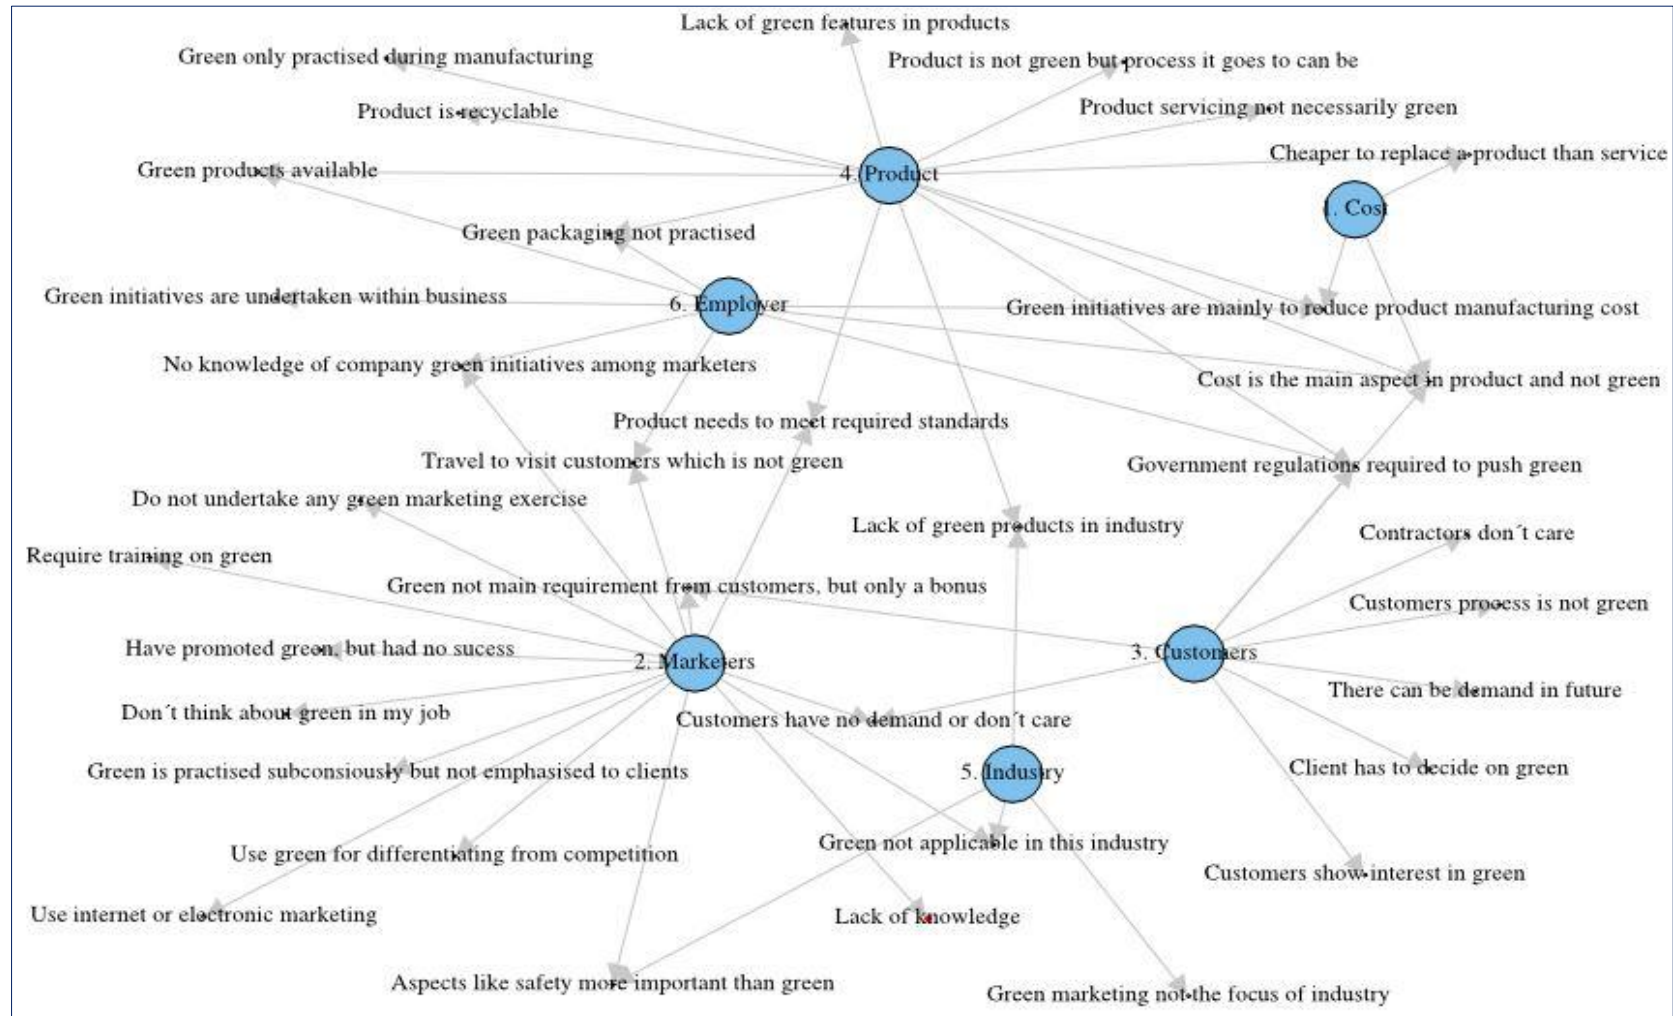 Lack of green features in products
Green only practised during manufacturing
Product is not green but process it goes to can be
Product is recyclable
Product servicing not necessarily green
Cheaper to replace a product than service
Green products available
4. Product
1. Cost
Green packaging not practised
Green initiatives are undertaken within business
6. Employer
Green initiatives are mainly to reduce product manufacturing cost
No knowledge of company green initiatives among marketers
Cost is the main aspect in product and not green
Product needs to meet required standards
Travel to visit customers which is not green
Government regulations required to push green
Do not undertake any green marketing exercise
Lack of green products in industry
Contractors don´t care
Require training on green
Green not main requirement from customers, but only a bonus
Customers process is not green
Have promoted green, but had no sucess
2. Marketers
3. Customers
There can be demand in future
Don´t think about green in my job
Customers have no demand or don´t care
Green is practised subconsiously but not emphasised to clients
5. Industry
Client has to decide on green
Green not applicable in this industry
Use green for differentiating from competition
Customers show interest in green
Use internet or electronic marketing
Lack of knowledge
Aspects like safety more important than green
Green marketing not the focus of industry